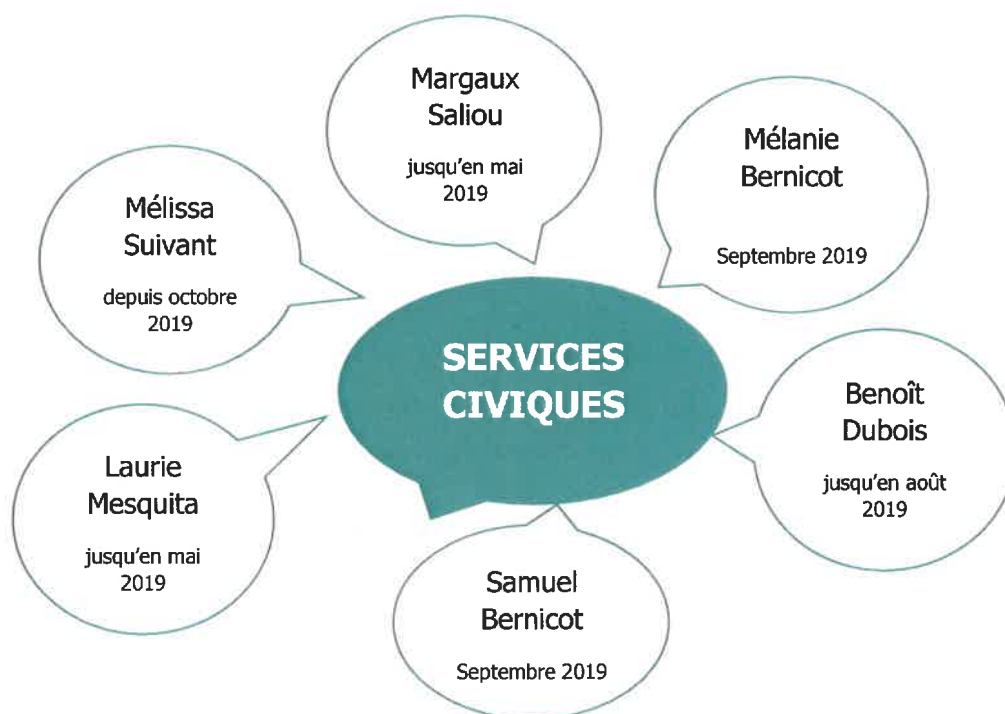 Margaux
Saliou
jusqu'en mai
2019
Mélanie
Bernicot
Septembre 2019
Mélissa
Suivant
depuis octobre
2019
SERVICES
CIVIQUES
Benoît
Dubois
jusqu'en août
2019
Laurie
Mesquita
jusqu'en mai
2019
Samuel
Bernicot
Septembre 2019